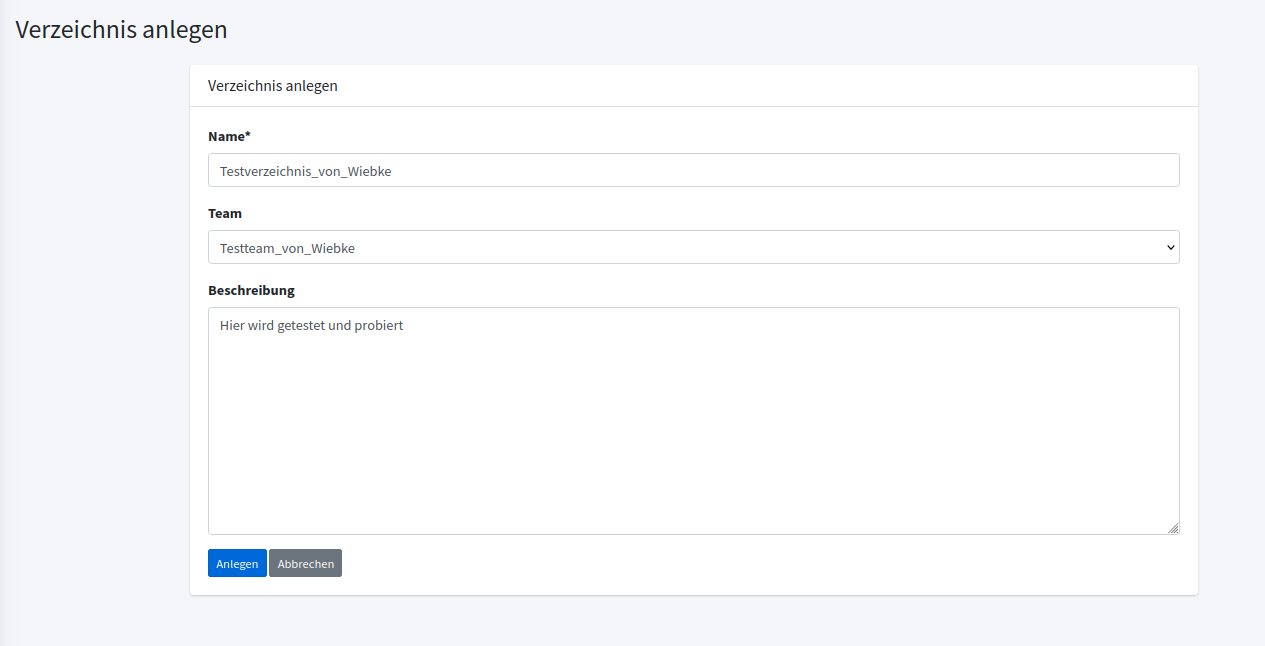 Verzeichnis anlegen
Verzeichnis anlegen
Name*
Testverzeichnis_von_Wiebke
Team
Testteam_von_Wiebke
Beschreibung
Hier wird getestet und probiert
Anlegen Abbrechen